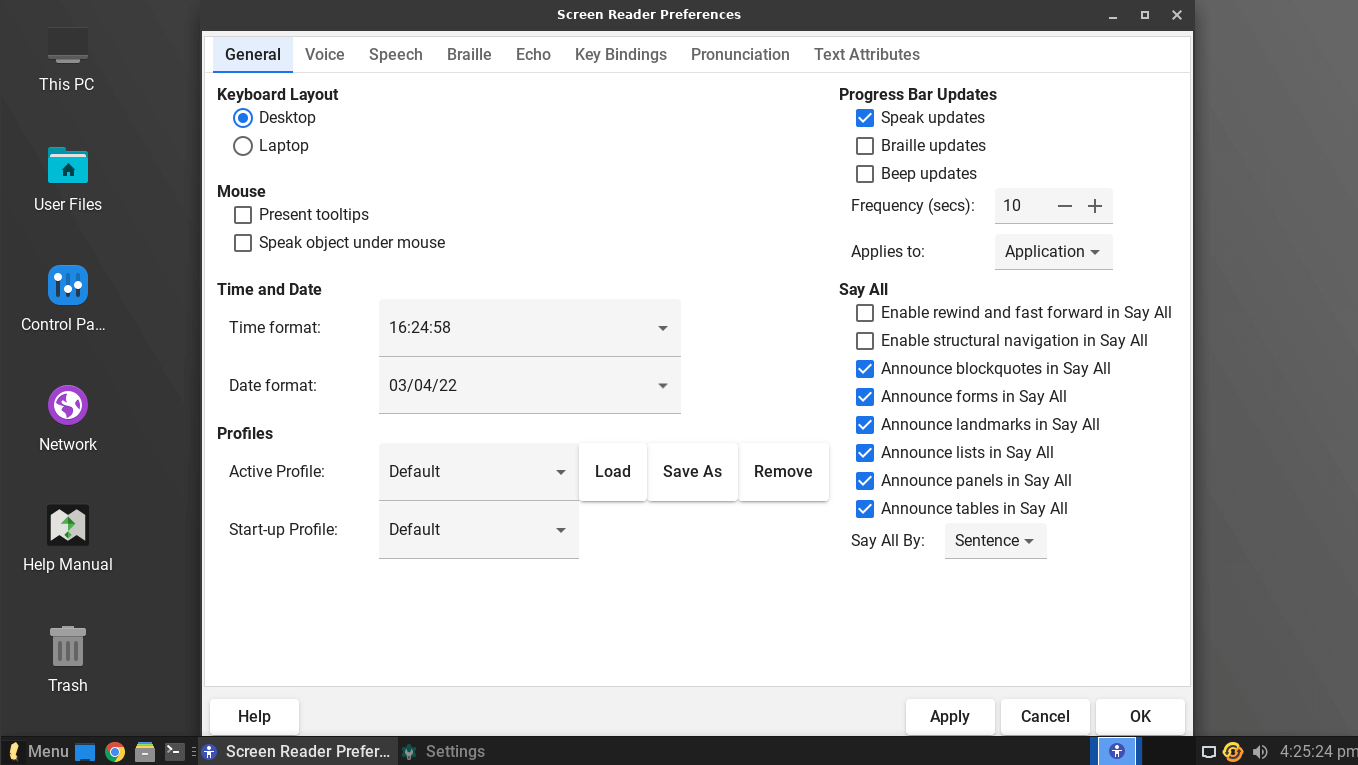 Screen Reader Preferences
This PC
User Files
Control Pa...
Network
Help Manual
Trash
General Voice Speech Braille Echo Key Bindings Pronunciation Text Attributes
Keyboard Layout
Desktop
Laptop
Mouse
Present tooltips
Speak object under mouse
Time and Date
Time format: 16:24:58
Date format: 03/04/22
Profiles
Active Profile: Default Load Save As Remove
Start-up Profile: Default
Progress Bar Updates
Speak updates
Braille updates
Beep updates
Frequency (secs): 10
Applies to: Application
Say All
Enable rewind and fast forward in Say All
Enable structural navigation in Say All
Announce blockquotes in Say All
Announce forms in Say All
Announce landmarks in Say All
Announce lists in Say All
Announce panels in Say All
Announce tables in Say All
Say All By: Sentence
Help Apply Cancel OK
Menu Screen Reader Prefer... Settings 4:25:24 pm